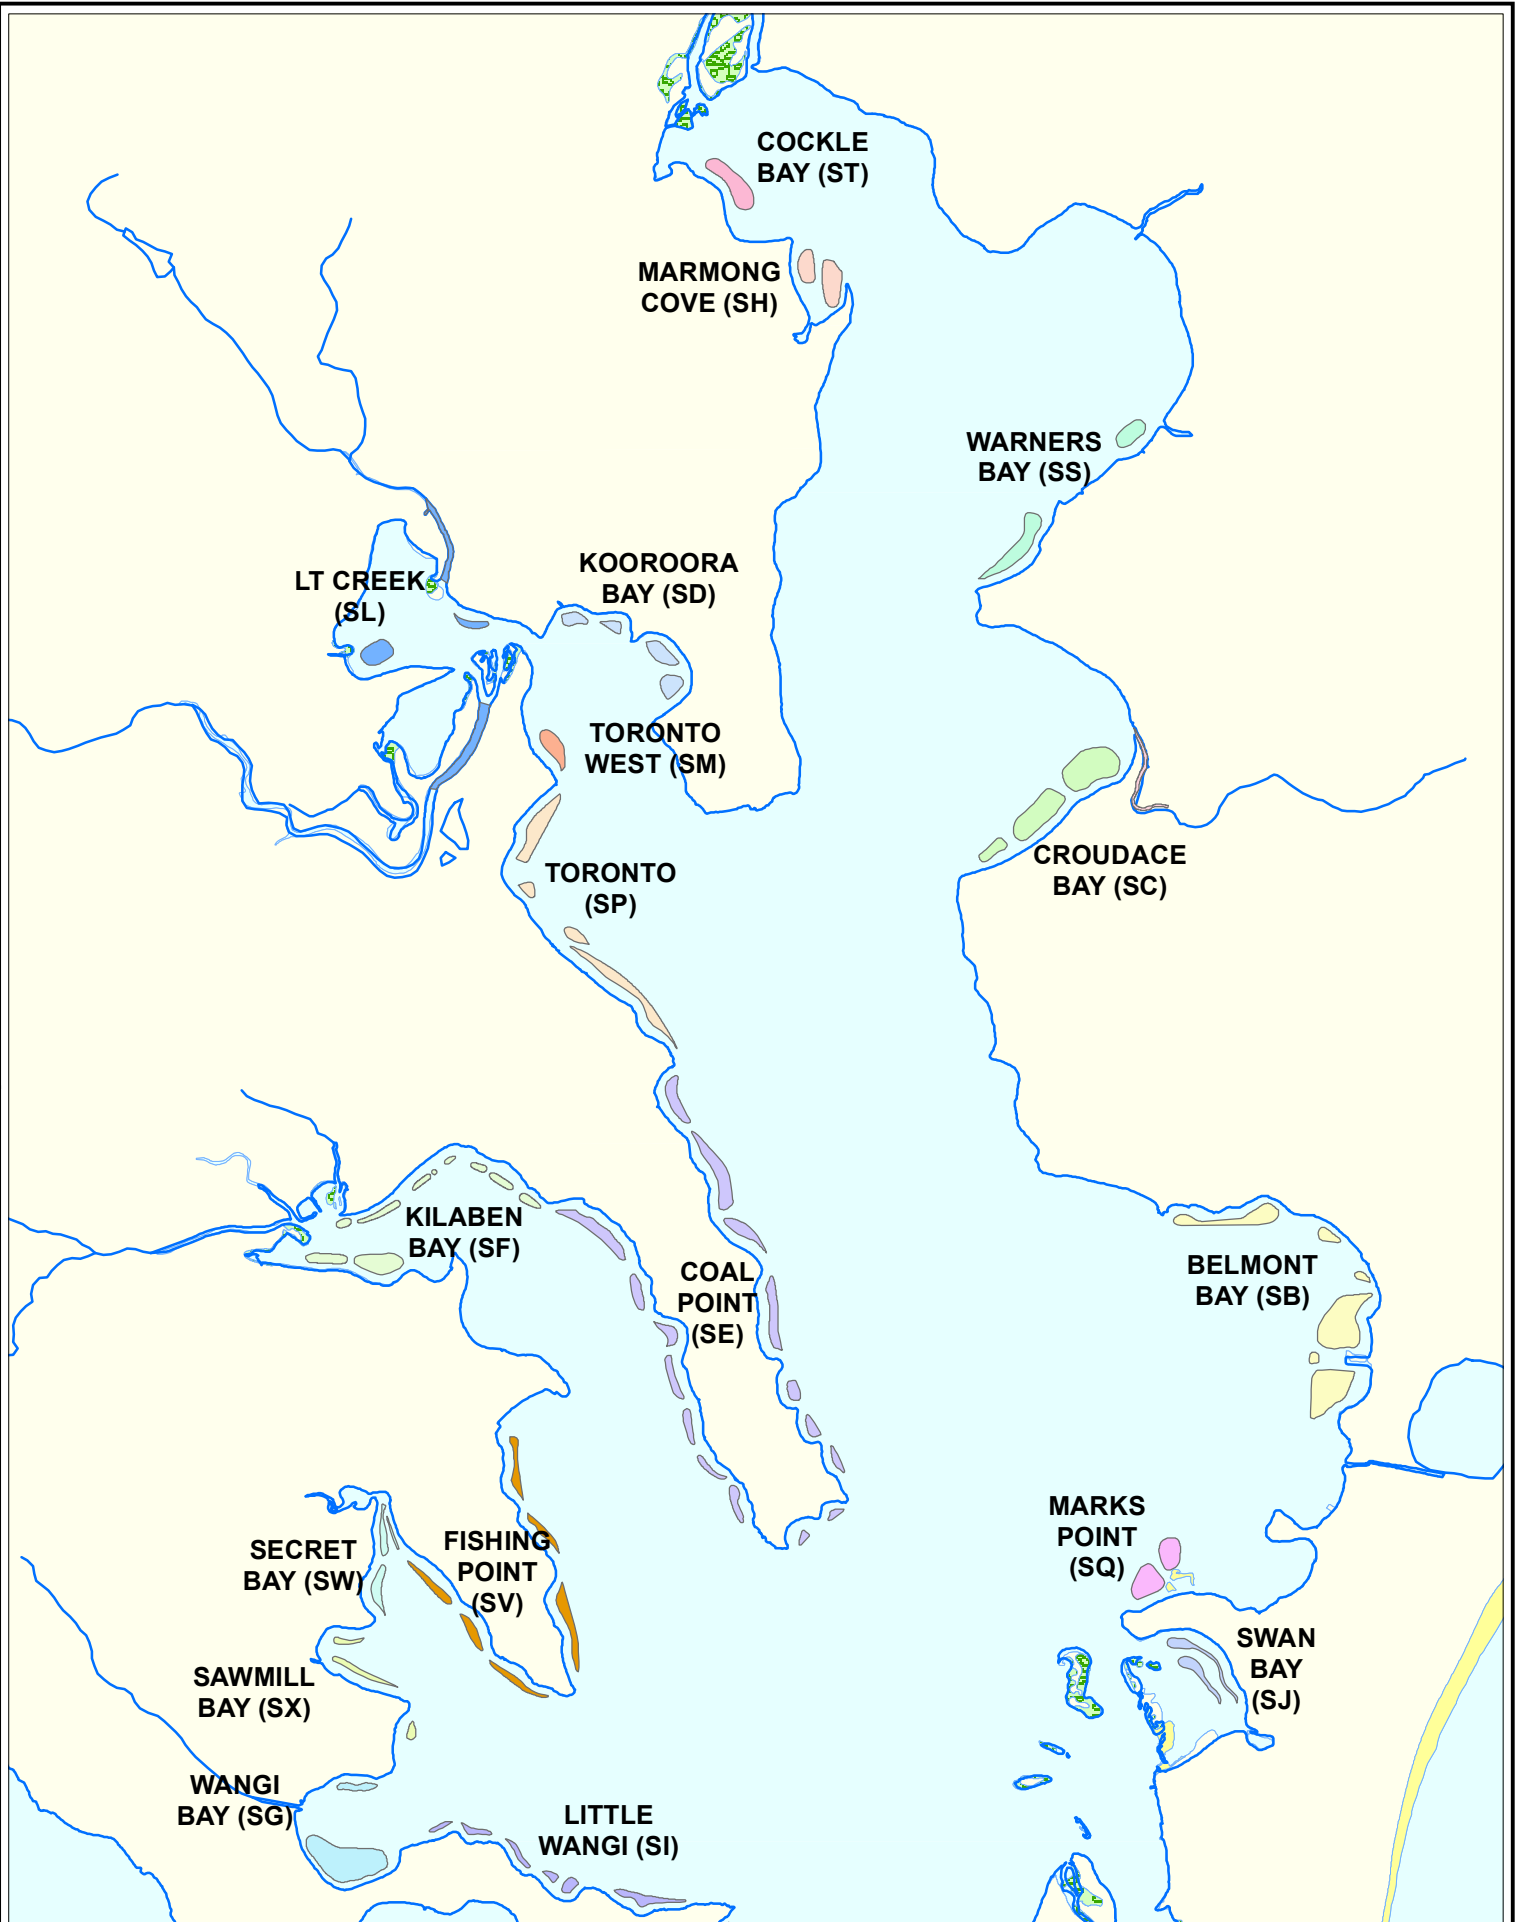 COCKLE
BAY (ST)
MARMONG
COVE (SH)
WARNERS
BAY (SS)
KOOROORA
BAY (SD)
LT CREEK
(SL)
TORONTO
WEST (SM)
CROUDACE
BAY (SC)
TORONTO
(SP)
KILABEN
BAY (SF)
COAL
POINT
(SE)
BELMONT
BAY (SB)
MARKS
POINT
(SQ)
SECRET
BAY (SW)
FISHING
POINT
(SV)
SWAN
BAY
(SJ)
SAWMILL
BAY (SX)
WANGI
BAY (SG)
LITTLE
WANGI (SI)